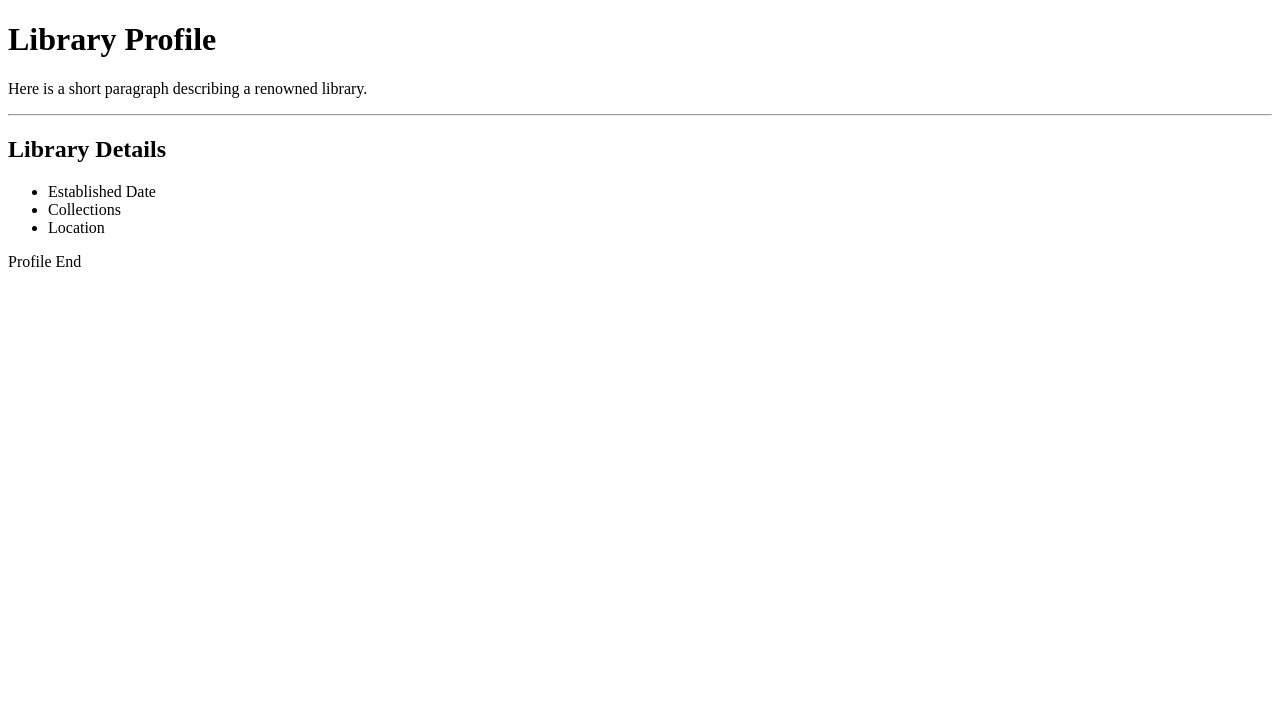 Library Profile
Here is a short paragraph describing a renowned library.
Library Details
Established Date
Collections
Location
Profile End